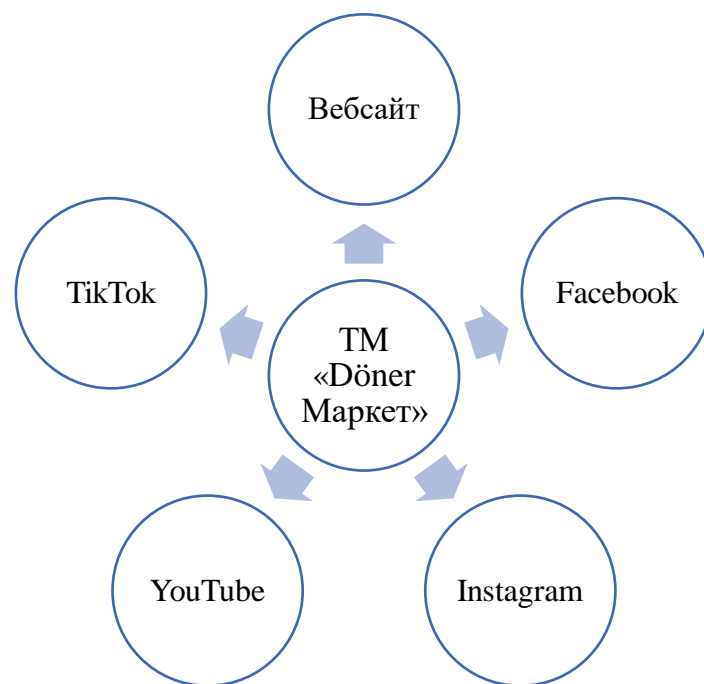 Вебсайт
TikTok
Facebook
ТМ
«Döner
Маркет»
YouTube
Instagram